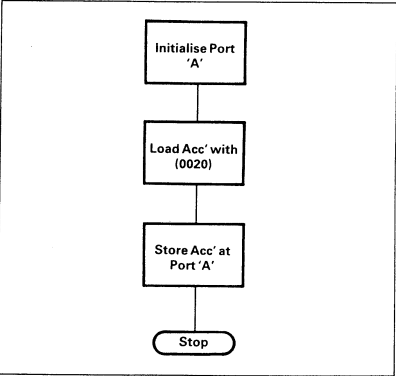 Initialise Port
'A'
Load Acc' with
(0020)
Store Acc' at
Port 'A'
Stop